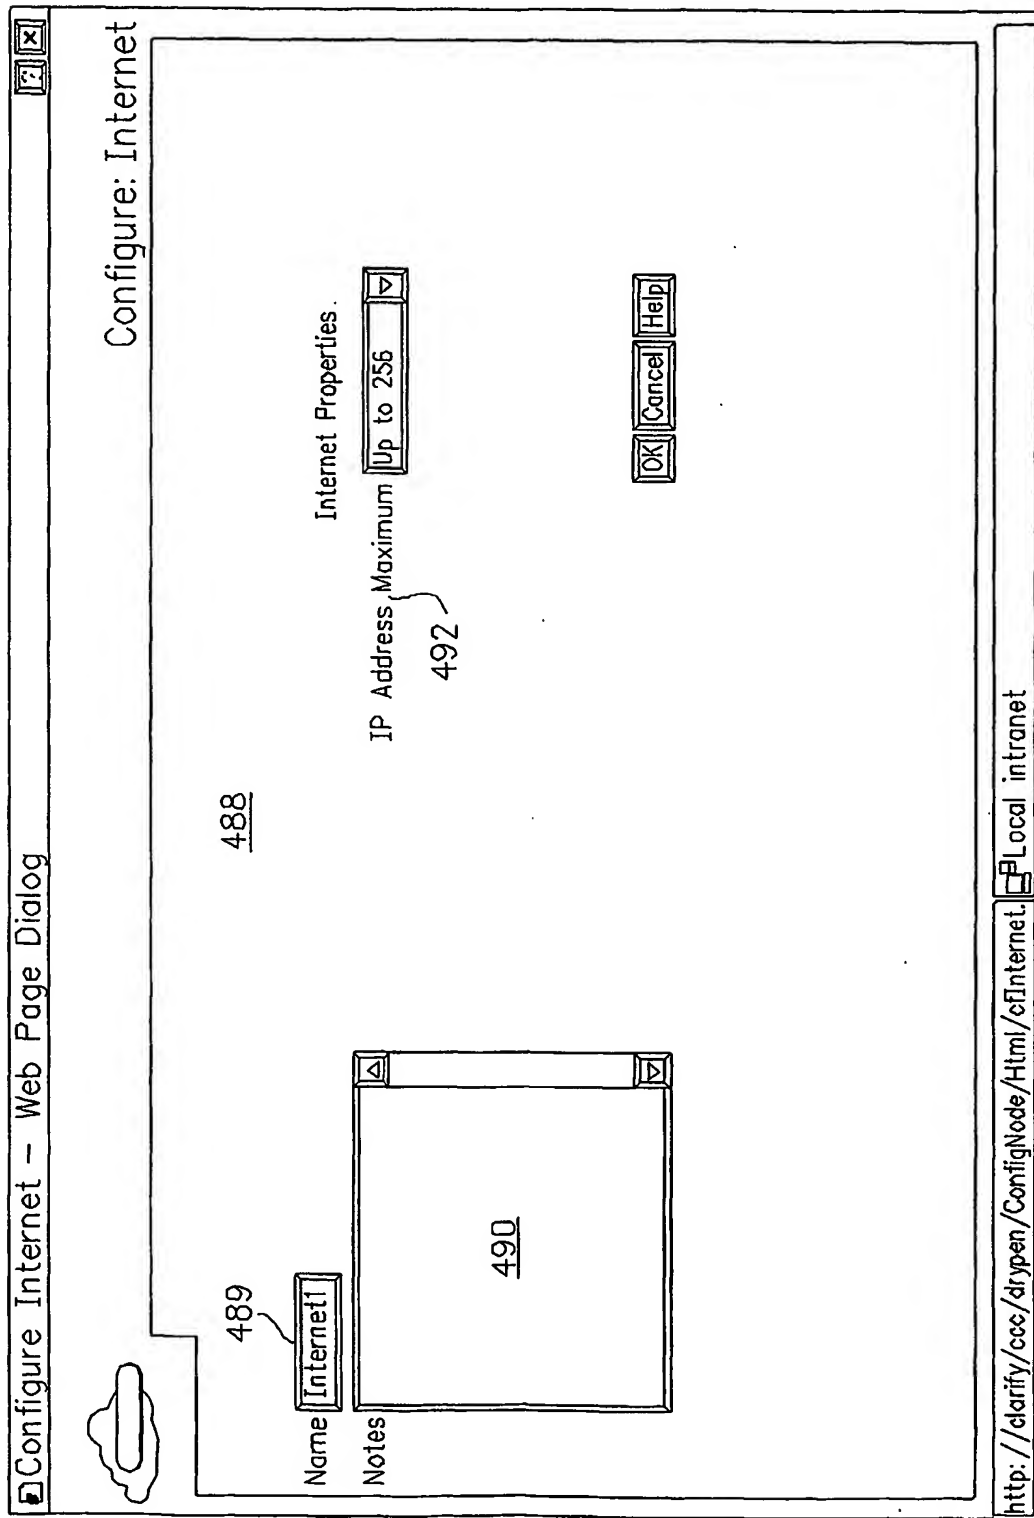 Configure Internet – Web Page Dialog
? x
Configure: Internet
488
489
Name Internet1
Notes
490
Internet Properties.
IP Address Maximum Up to 256
492
OK Cancel Help
http://clarify/ccc/drypen/ConfigNode/Html/cfInternet.
Local intranet